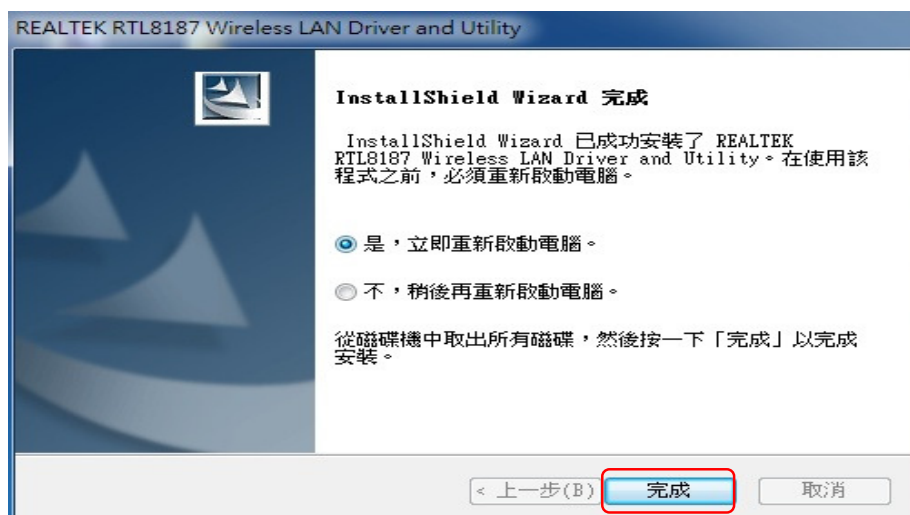 REALTEK RTL8187 Wireless LAN Driver and Utility
InstallShield Wizard 完成
InstallShield Wizard 已成功安裝了 REALTEK
RTL8187 Wireless LAN Driver and Utility。在使用該
程式之前，必須重新啟動電腦。
是，立即重新啟動電腦。
不，稍後再重新啟動電腦。
從磁碟機中取出所有磁碟，然後按一下「完成」以完成
安裝。
< 上一步(B)
完成
取消